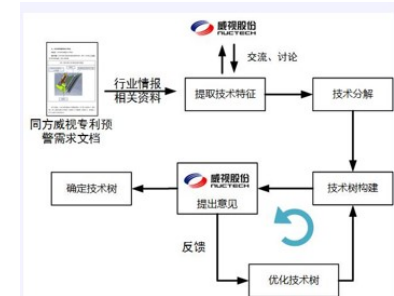 威视股份
NUCTECH
交流、讨论
行业情报
相关资料
提取技术特征
技术分解
同方威视专利预
警需求文档
确定技术树
威视股份
NUCTECH
提出意见
技术树构建
反馈
优化技术树